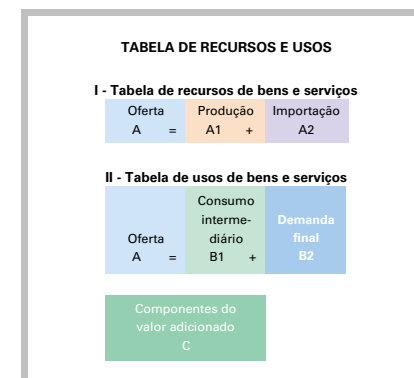 TABELA DE RECURSOS E USOS
I - Tabela de recursos de bens e serviços
Oferta Produção Importação
A = A1 + A2
II - Tabela de usos de bens e serviços
Consumo
interme- Demanda
Oferta diário final
A = B1 + B2
Componentes do
valor adicionado
C